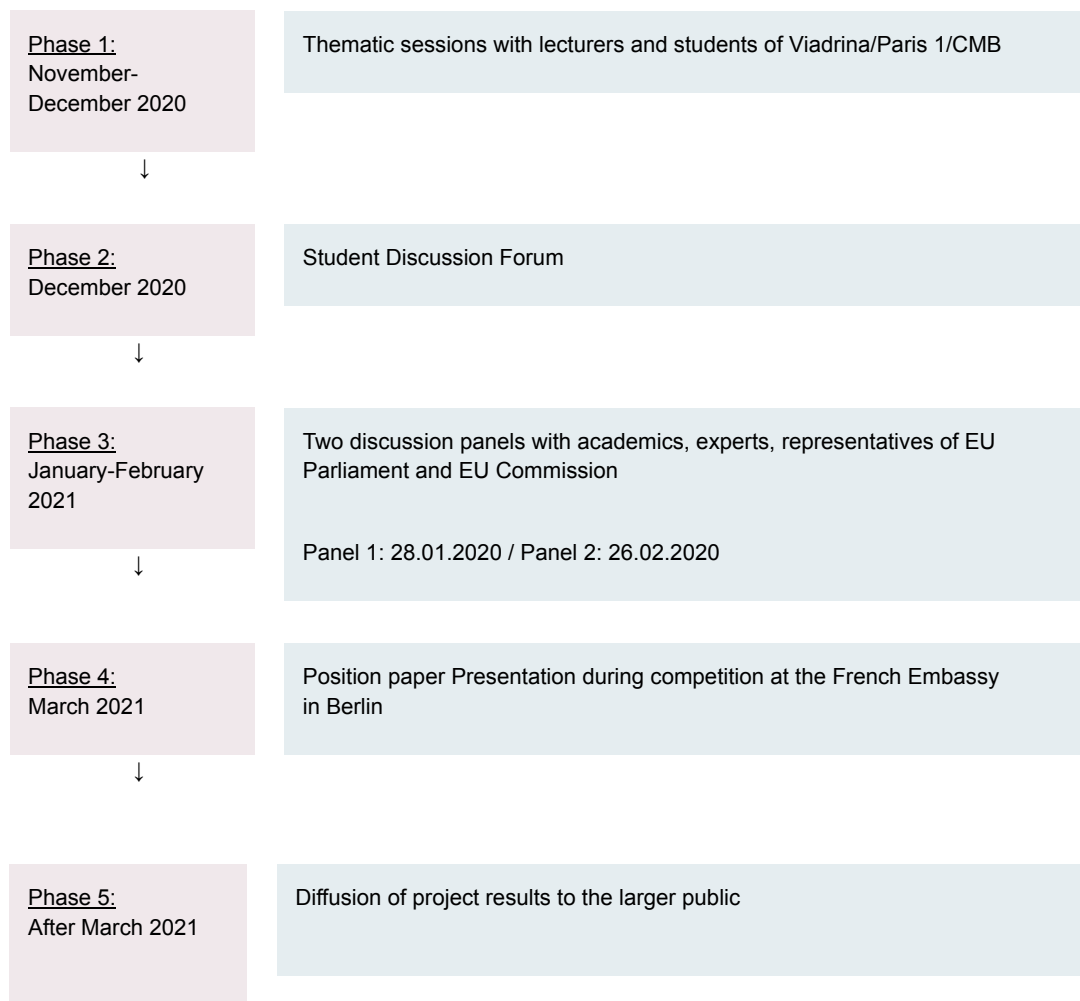 Phase 1:
November-
December 2020
Thematic sessions with lecturers and students of Viadrina/Paris 1/CMB
↓
Phase 2:
December 2020
Student Discussion Forum
↓
Phase 3:
January-February
2021
Two discussion panels with academics, experts, representatives of EU
Parliament and EU Commission
Panel 1: 28.01.2020 / Panel 2: 26.02.2020
↓
Phase 4:
March 2021
Position paper Presentation during competition at the French Embassy
in Berlin
↓
Phase 5:
After March 2021
Diffusion of project results to the larger public